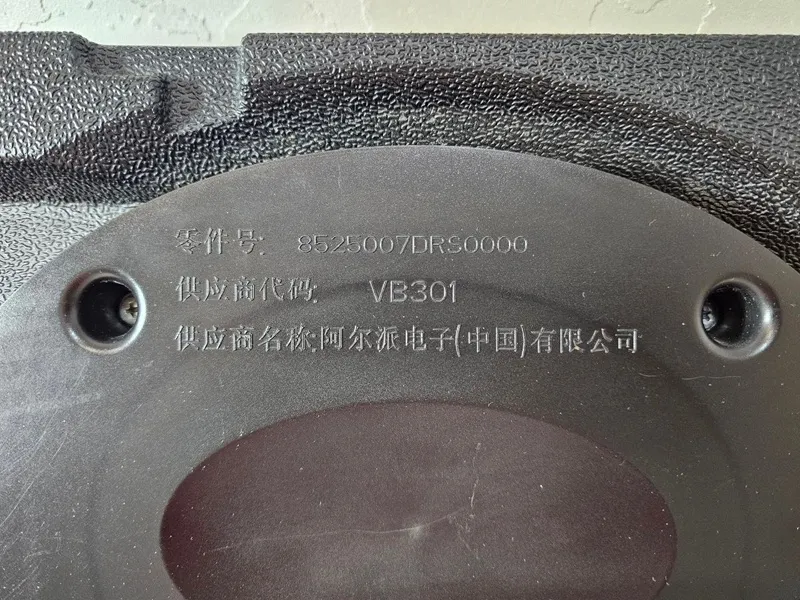 零件号: 8525007DRS0000
供应商代码: VB301
供应商名称:阿尔派电子(中国)有限公司